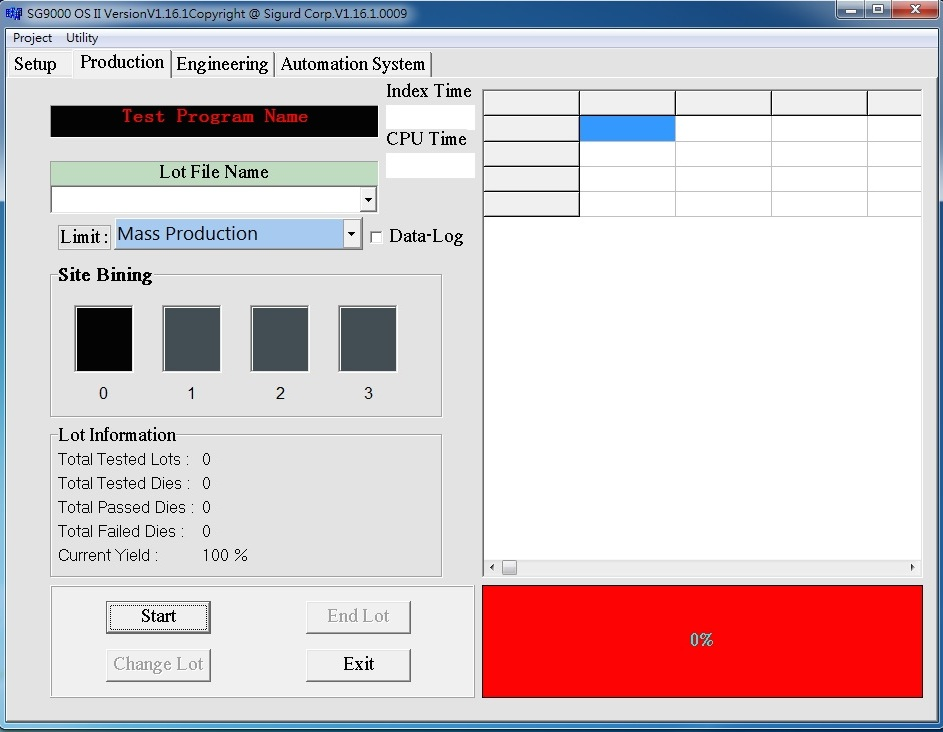 SG9000 OS II VersionV1.16.1Copyright @ Sigurd Corp.V1.16.1.0009
Project Utility
Setup Production Engineering Automation System
Index Time
Test Program Name
CPU Time
Lot File Name
Limit : Mass Production Data-Log
Site Bining
0 1 2 3
Lot Information
Total Tested Lots : 0
Total Tested Dies : 0
Total Passed Dies : 0
Total Failed Dies : 0
Current Yield : 100 %
Start End Lot
Change Lot Exit
0%